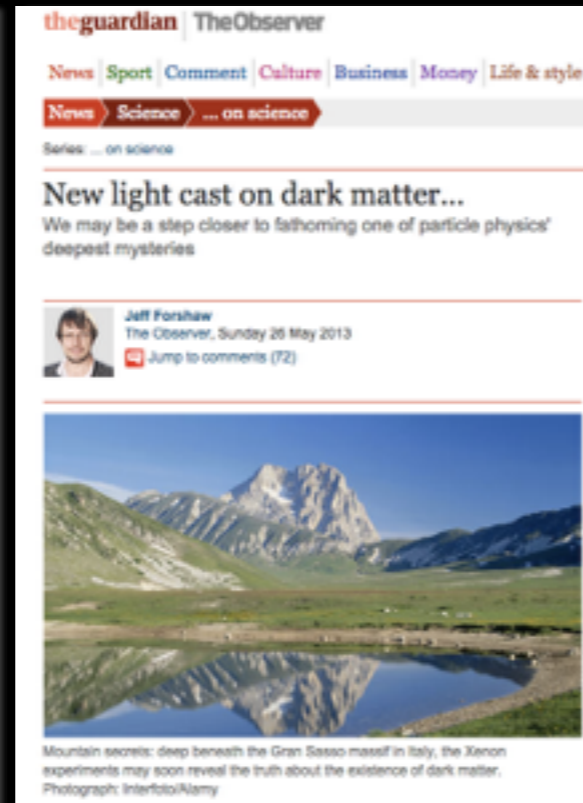 theguardian | TheObserver
News Sport Comment Culture Business Money Life & style
News Science ... on science
Series: ... on science
New light cast on dark matter...
We may be a step closer to fathoming one of particle physics'
deepest mysteries
Jeff Forshaw
The Observer, Sunday 26 May 2013
Jump to comments (72)
Mountain secrets: deep beneath the Gran Sasso massif in Italy, the Xenon
experiments may soon reveal the truth about the existence of dark matter.
Photograph: Interfoto/Alamy